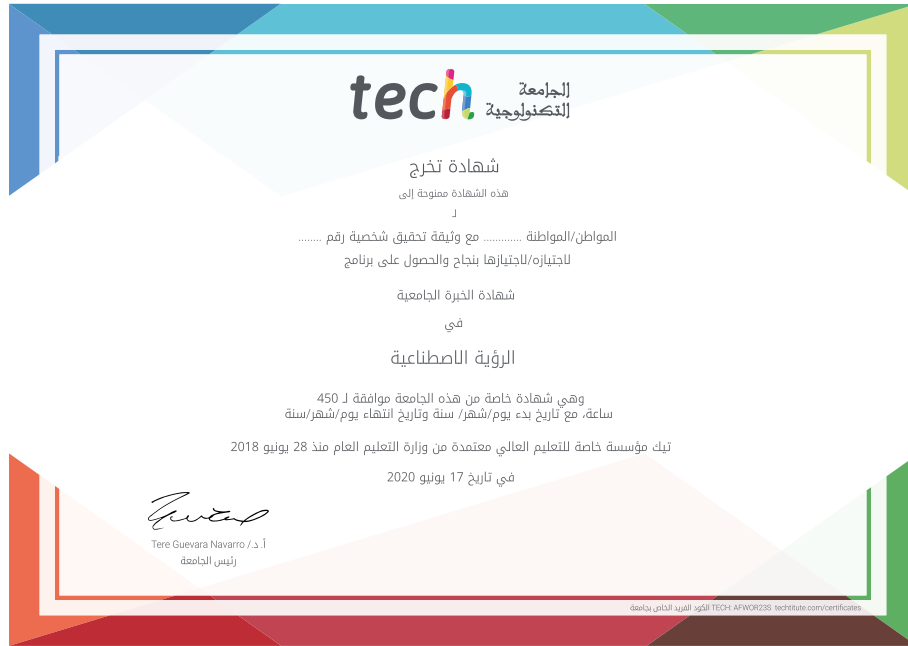 tech الجامعة
التكنولوجية
شهادة تخرج
هذه الشهادة ممنوحة إلى
لـ
المواطن/المواطنة ............. مع وثيقة تحقيق شخصية رقم ........
لاجتيازه/لاجتيازها بنجاح والحصول على برنامج
شهادة الخبرة الجامعية
في
الرؤية الاصطناعية
وهي شهادة خاصة من هذه الجامعة موافقة لـ 450
ساعة، مع تاريخ بدء يوم/شهر/ سنة وتاريخ انتهاء يوم/شهر/سنة
تيك مؤسسة خاصة للتعليم العالي معتمدة من وزارة التعليم العام منذ 28 يونيو 2018
في تاريخ 17 يونيو 2020
أ. د./ Tere Guevara Navarro
رئيس الجامعة
الكود الفريد الخاص بجامعة TECH: AFWOR23S techtitute.com/certificates